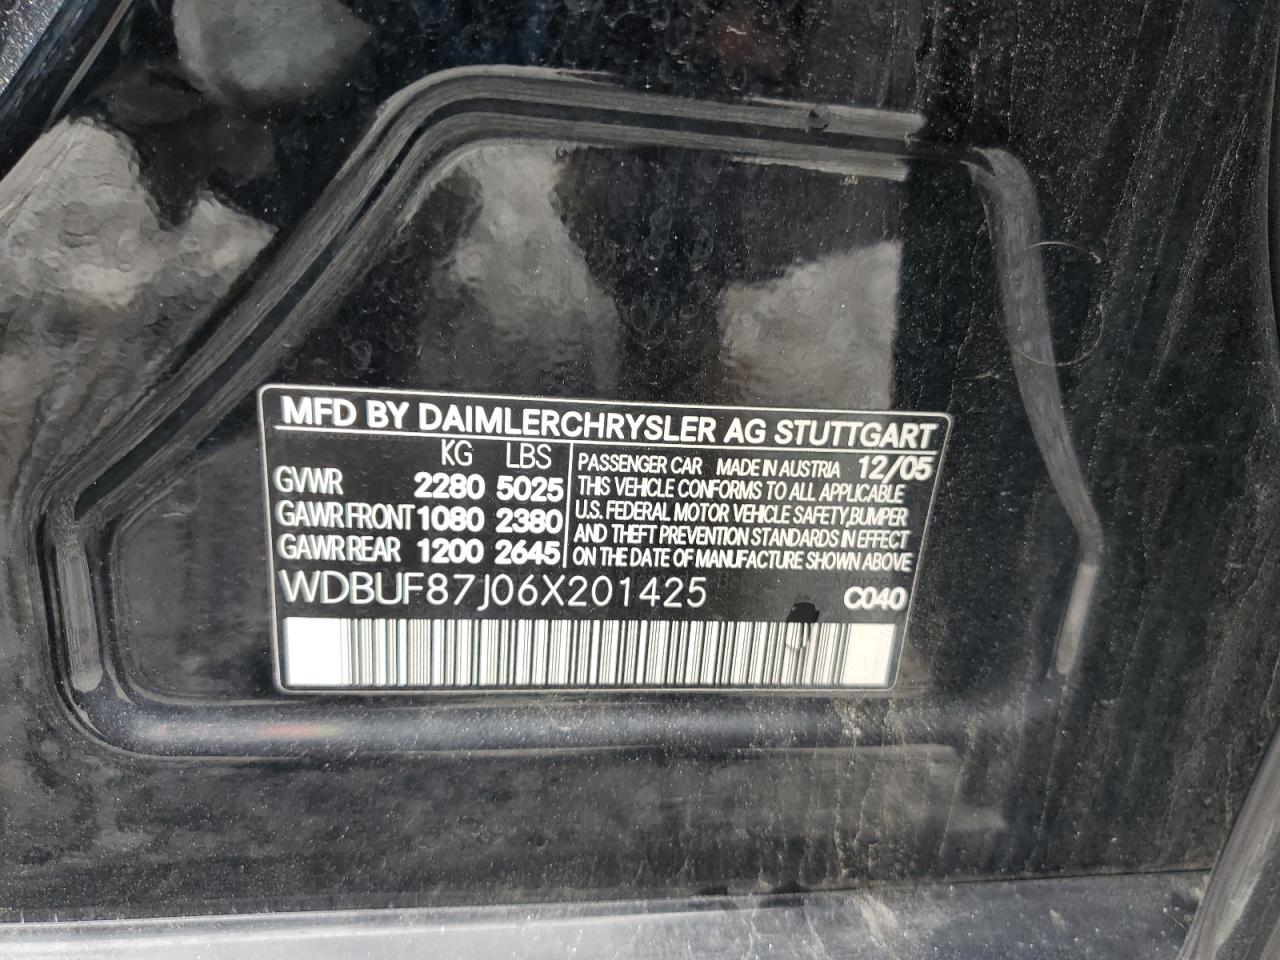 MFD BY DAIMLERCHRYSLER AG STUTTGART
KG LBS
GVWR 2280 5025
GAWR FRONT 1080 2380
GAWR REAR 1200 2645
PASSENGER CAR MADE IN AUSTRIA 12/05
THIS VEHICLE CONFORMS TO ALL APPLICABLE
U.S. FEDERAL MOTOR VEHICLE SAFETY, BUMPER
AND THEFT PREVENTION STANDARDS IN EFFECT
ON THE DATE OF MANUFACTURE SHOWN ABOVE
WDBUF87J06X201425 C040